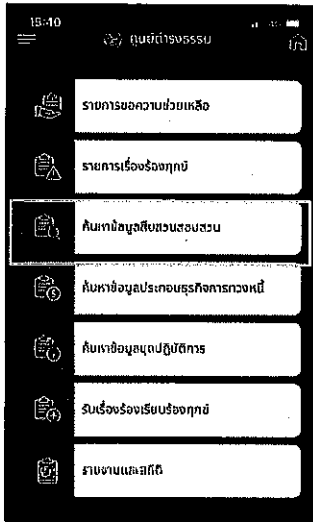 15:40
ศูนย์ดำรงธรรม
รายการขอความช่วยเหลือ
รายการเรื่องร้องทุกข์
ค้นหาข้อมูลสืบสวนสอบสวน
ค้นหาข้อมูลประกอบธุรกิจการทวงหนี้
ค้นหาข้อมูลชุดปฏิบัติการ
รับเรื่องร้องเรียนร้องทุกข์
รายงานและสถิติ